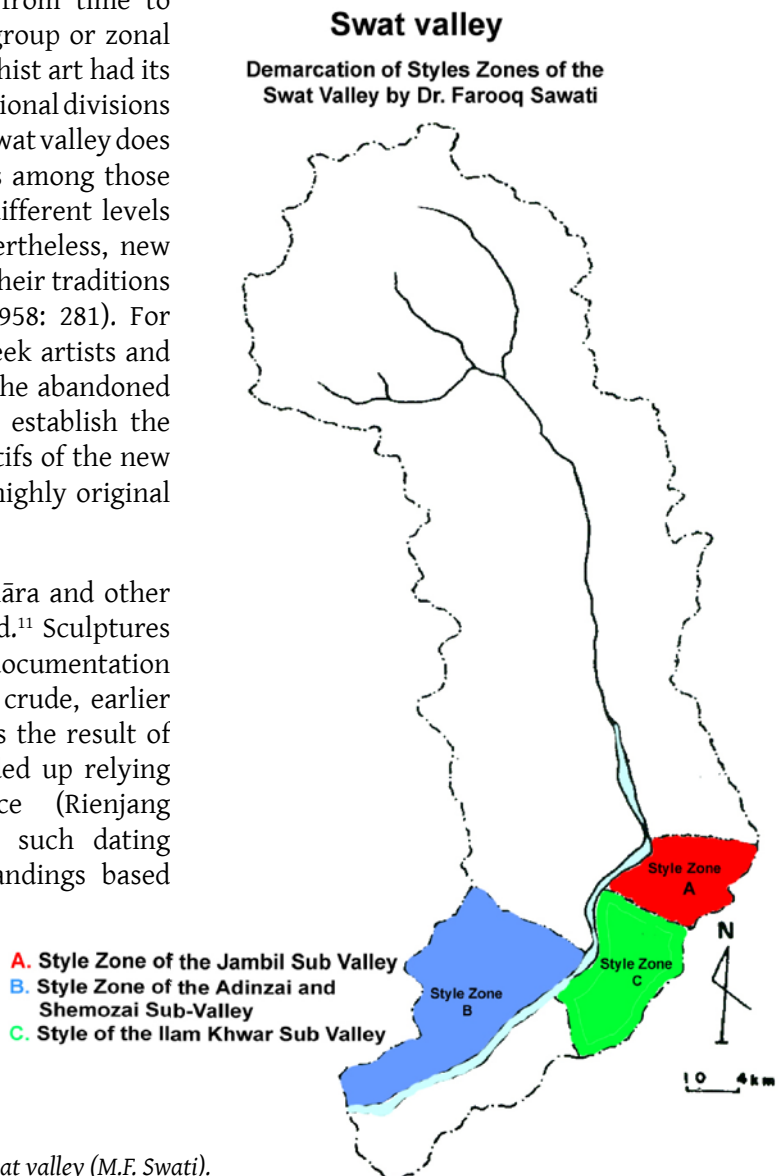 from time to
group or zonal
hist art had its
ional divisions
wat valley does
s among those
ifferent levels
ertheless, new
heir traditions
958: 281). For
eek artists and
he abandoned
establish the
tifs of the new
highly original
āra and other
d.¹¹ Sculptures
documentation
crude, earlier
s the result of
ed up relying
ce (Rienjang
such dating
andings based
Swat valley
Demarcation of Styles Zones of the
Swat Valley by Dr. Farooq Sawati
Style Zone
A
Style Zone
B
Style Zone
C
N
1 0 4km
A. Style Zone of the Jambil Sub Valley
B. Style Zone of the Adinzai and
Shemozai Sub-Valley
C. Style of the Ilam Khwar Sub Valley
at valley (M.F. Swati).